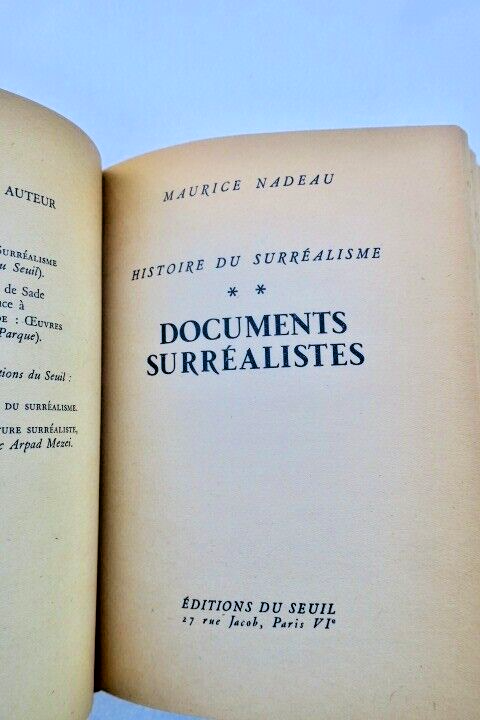 AUTEUR
SURRÉALISME
u Seuil).
de Sade
ce à
DE : ŒUVRES
Parque).
tions du Seuil :
DU SURRÉALISME.
TURE SURRÉALISTE,
c Arpad Mezei.
MAURICE NADEAU
HISTOIRE DU SURRÉALISME
* *
DOCUMENTS
SURRÉALISTES
ÉDITIONS DU SEUIL
27 rue Jacob, Paris VIe